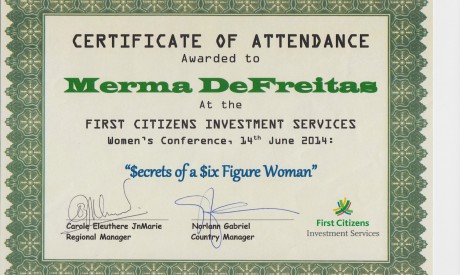 CERTIFICATE OF ATTENDANCE
Awarded to
Merma DeFreitas
At the
FIRST CITIZENS INVESTMENT SERVICES
Women's Conference, 14th June 2014:
"$ecrets of a $ix Figure Woman"
Carole Eleuthere JnMarie
Regional Manager
Norlann Gabriel
Country Manager
First Citizens
Investment Services